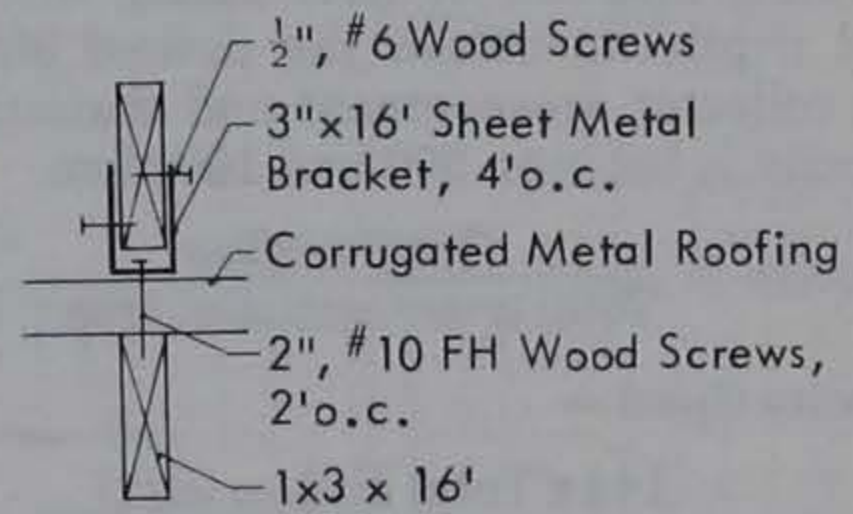 ½", #6 Wood Screws
3"x16' Sheet Metal
Bracket, 4'o.c.
Corrugated Metal Roofing
2", #10 FH Wood Screws,
2'o.c.
1x3 x 16'